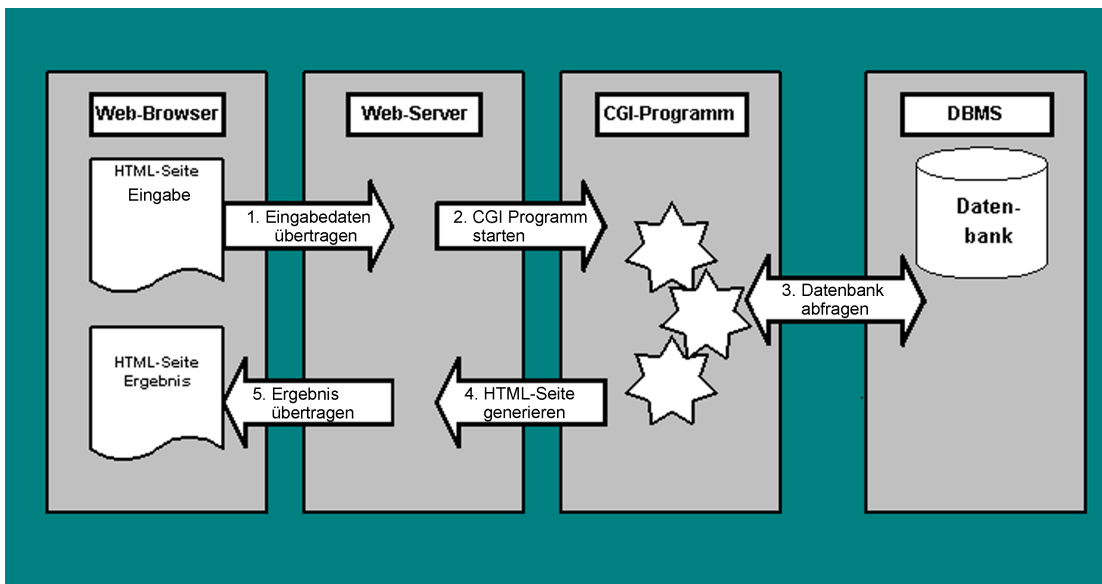 Web-Browser
Web-Server
CGI-Programm
DBMS
HTML-Seite
Eingabe
1. Eingabedaten
übertragen
2. CGI Programm
starten
Daten-
bank
3. Datenbank
abfragen
HTML-Seite
Ergebnis
5. Ergebnis
übertragen
4. HTML-Seite
generieren